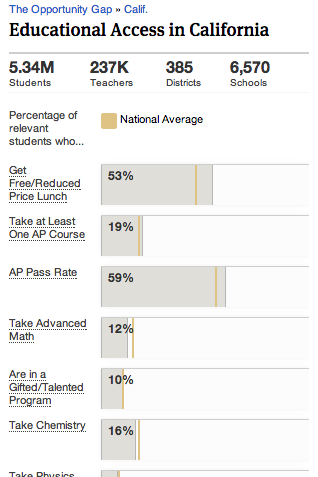 The Opportunity Gap » Calif.
Educational Access in California
5.34M 237K 385 6,570
Students Teachers Districts Schools
Percentage of
relevant
students who...
National Average
Get
Free/Reduced
Price Lunch
53%
Take at Least
One AP Course
19%
AP Pass Rate
59%
Take Advanced
Math
12%
Are in a
Gifted/Talented
Program
10%
Take Chemistry
16%
Take Physics